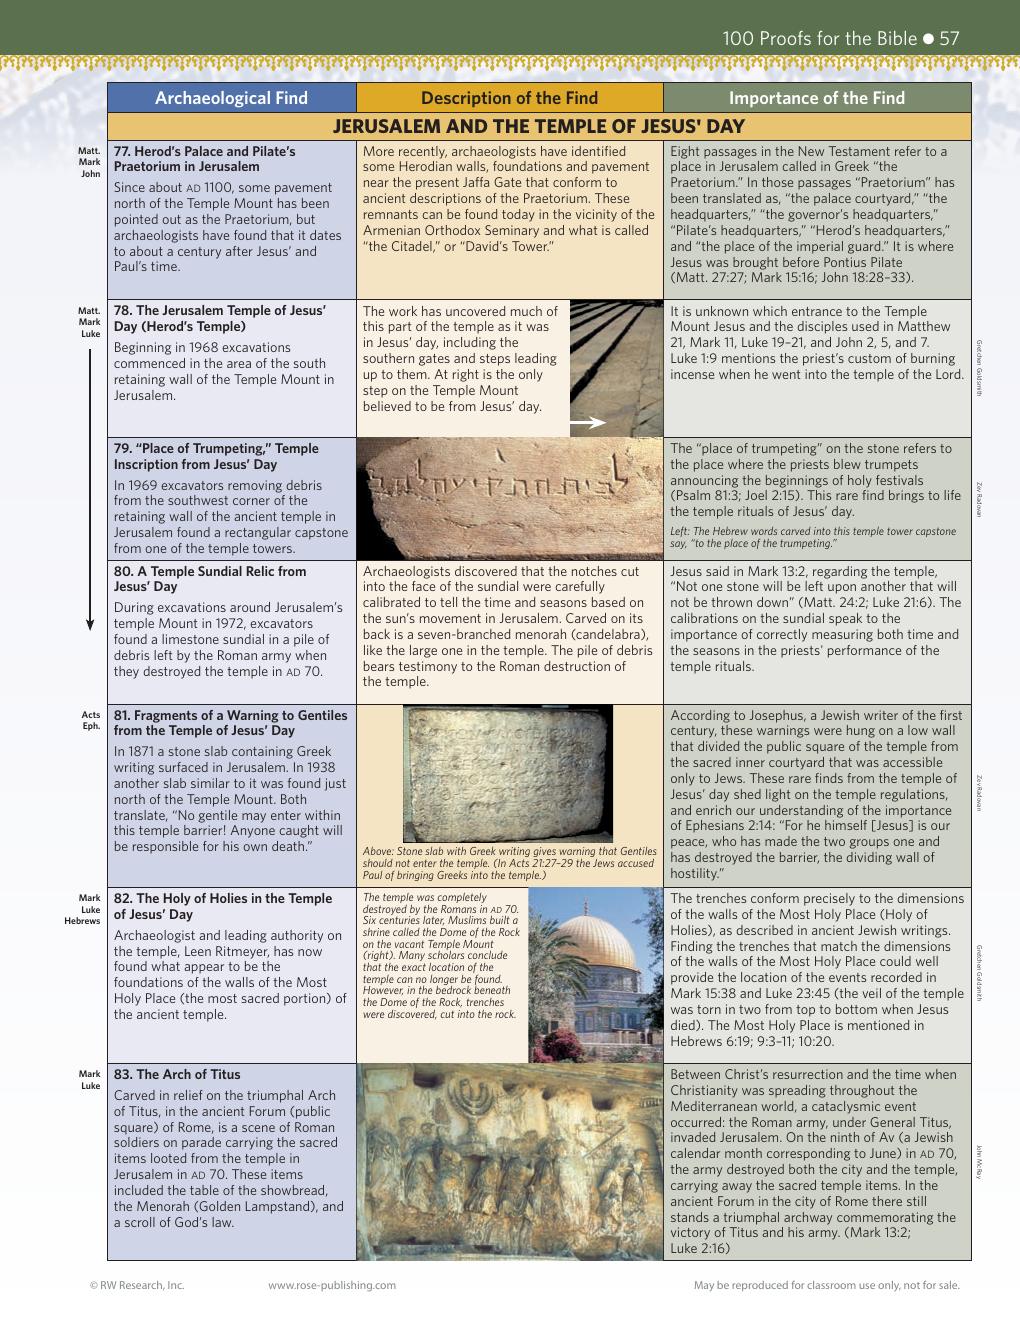 100 Proofs for the Bible ● 57
Archaeological Find
Description of the Find
Importance of the Find
JERUSALEM AND THE TEMPLE OF JESUS' DAY
Matt.
Mark
John
77. Herod’s Palace and Pilate’s
Praetorium in Jerusalem
Since about AD 1100, some pavement
north of the Temple Mount has been
pointed out as the Praetorium, but
archaeologists have found that it dates
to about a century after Jesus’ and
Paul’s time.
More recently, archaeologists have identified
some Herodian walls, foundations and pavement
near the present Jaffa Gate that conform to
ancient descriptions of the Praetorium. These
remnants can be found today in the vicinity of the
Armenian Orthodox Seminary and what is called
“the Citadel,” or “David’s Tower.”
Eight passages in the New Testament refer to a
place in Jerusalem called in Greek “the
Praetorium.” In those passages “Praetorium” has
been translated as, “the palace courtyard,” “the
headquarters,” “the governor’s headquarters,”
“Pilate’s headquarters,” “Herod’s headquarters,”
and “the place of the imperial guard.” It is where
Jesus was brought before Pontius Pilate
(Matt. 27:27; Mark 15:16; John 18:28–33).
Matt.
Mark
Luke
78. The Jerusalem Temple of Jesus’
Day (Herod’s Temple)
Beginning in 1968 excavations
commenced in the area of the south
retaining wall of the Temple Mount in
Jerusalem.
The work has uncovered much of
this part of the temple as it was
in Jesus’ day, including the
southern gates and steps leading
up to them. At right is the only
step on the Temple Mount
believed to be from Jesus’ day.
It is unknown which entrance to the Temple
Mount Jesus and the disciples used in Matthew
21, Mark 11, Luke 19–21, and John 2, 5, and 7.
Luke 1:9 mentions the priest’s custom of burning
incense when he went into the temple of the Lord.
Gretchen Goldsmith
79. “Place of Trumpeting,” Temple
Inscription from Jesus’ Day
In 1969 excavators removing debris
from the southwest corner of the
retaining wall of the ancient temple in
Jerusalem found a rectangular capstone
from one of the temple towers.
לבית התקיעה
The “place of trumpeting” on the stone refers to
the place where the priests blew trumpets
announcing the beginnings of holy festivals
(Psalm 81:3; Joel 2:15). This rare find brings to life
the temple rituals of Jesus’ day.
Left: The Hebrew words carved into this temple tower capstone
say, “to the place of the trumpeting.”
Zev Radovan
80. A Temple Sundial Relic from
Jesus’ Day
During excavations around Jerusalem’s
temple Mount in 1972, excavators
found a limestone sundial in a pile of
debris left by the Roman army when
they destroyed the temple in AD 70.
Archaeologists discovered that the notches cut
into the face of the sundial were carefully
calibrated to tell the time and seasons based on
the sun’s movement in Jerusalem. Carved on its
back is a seven-branched menorah (candelabra),
like the large one in the temple. The pile of debris
bears testimony to the Roman destruction of
the temple.
Jesus said in Mark 13:2, regarding the temple,
“Not one stone will be left upon another that will
not be thrown down” (Matt. 24:2; Luke 21:6). The
calibrations on the sundial speak to the
importance of correctly measuring both time and
the seasons in the priests’ performance of the
temple rituals.
Acts
Eph.
81. Fragments of a Warning to Gentiles
from the Temple of Jesus’ Day
In 1871 a stone slab containing Greek
writing surfaced in Jerusalem. In 1938
another slab similar to it was found just
north of the Temple Mount. Both
translate, “No gentile may enter within
this temple barrier! Anyone caught will
be responsible for his own death.”
Above: Stone slab with Greek writing gives warning that Gentiles
should not enter the temple. (In Acts 21:27–29 the Jews accused
Paul of bringing Greeks into the temple.)
According to Josephus, a Jewish writer of the first
century, these warnings were hung on a low wall
that divided the public square of the temple from
the sacred inner courtyard that was accessible
only to Jews. These rare finds from the temple of
Jesus’ day shed light on the temple regulations,
and enrich our understanding of the importance
of Ephesians 2:14: “For he himself [Jesus] is our
peace, who has made the two groups one and
has destroyed the barrier, the dividing wall of
hostility.”
Zev Radovan
Mark
Luke
Hebrews
82. The Holy of Holies in the Temple
of Jesus’ Day
Archaeologist and leading authority on
the temple, Leen Ritmeyer, has now
found what appear to be the
foundations of the walls of the Most
Holy Place (the most sacred portion) of
the ancient temple.
The temple was completely
destroyed by the Romans in AD 70.
Six centuries later, Muslims built a
shrine called the Dome of the Rock
on the vacant Temple Mount
(right). Many scholars conclude
that the exact location of the
temple can no longer be found.
However, in the bedrock beneath
the Dome of the Rock, trenches
were discovered, cut into the rock.
The trenches conform precisely to the dimensions
of the walls of the Most Holy Place (Holy of
Holies), as described in ancient Jewish writings.
Finding the trenches that match the dimensions
of the walls of the Most Holy Place could well
provide the location of the events recorded in
Mark 15:38 and Luke 23:45 (the veil of the temple
was torn in two from top to bottom when Jesus
died). The Most Holy Place is mentioned in
Hebrews 6:19; 9:3–11; 10:20.
Gretchen Goldsmith
Mark
Luke
83. The Arch of Titus
Carved in relief on the triumphal Arch
of Titus, in the ancient Forum (public
square) of Rome, is a scene of Roman
soldiers on parade carrying the sacred
items looted from the temple in
Jerusalem in AD 70. These items
included the table of the showbread,
the Menorah (Golden Lampstand), and
a scroll of God’s law.
Between Christ’s resurrection and the time when
Christianity was spreading throughout the
Mediterranean world, a cataclysmic event
occurred: the Roman army, under General Titus,
invaded Jerusalem. On the ninth of Av (a Jewish
calendar month corresponding to June) in AD 70,
the army destroyed both the city and the temple,
carrying away the sacred temple items. In the
ancient Forum in the city of Rome there still
stands a triumphal archway commemorating the
victory of Titus and his army. (Mark 13:2;
Luke 2:16)
John McRay
© RW Research, Inc.
www.rose-publishing.com
May be reproduced for classroom use only, not for sale.